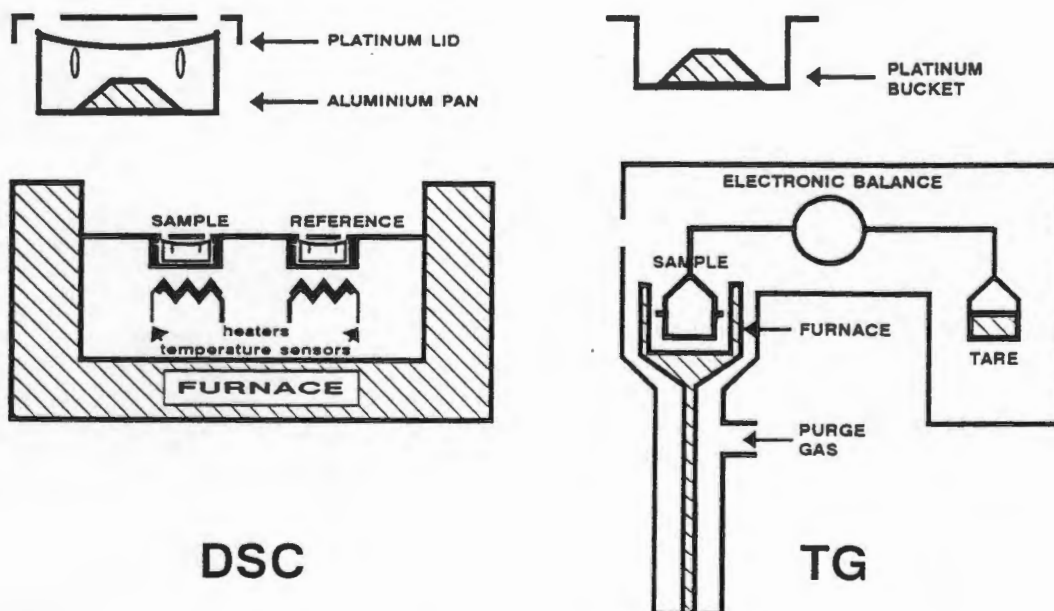 PLATINUM LID
ALUMINIUM PAN
SAMPLE
REFERENCE
heaters
temperature sensors
FURNACE
DSC
PLATINUM
BUCKET
ELECTRONIC BALANCE
SAMPLE
FURNACE
TARE
PURGE
GAS
TG